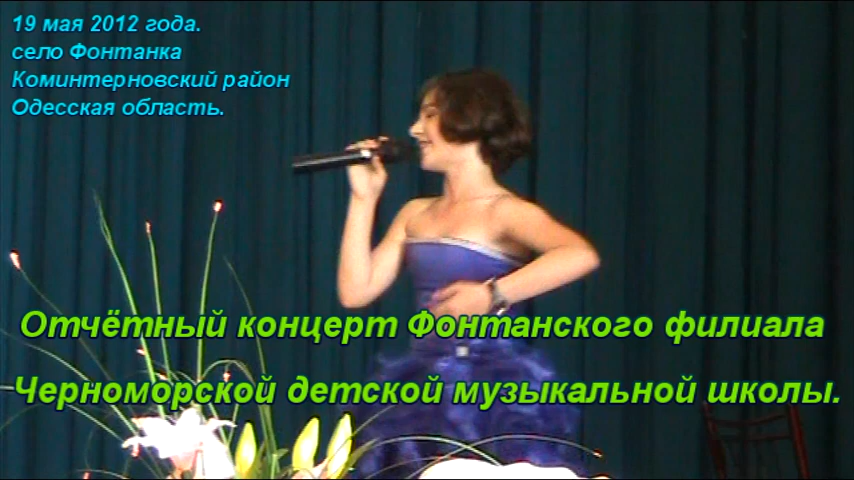 19 мая 2012 года.
село Фонтанка
Коминтерновский район
Одесская область.
Отчётный концерт Фонтанского филиала
Черноморской детской музыкальной школы.